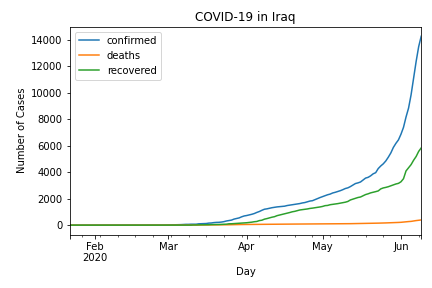 COVID-19 in Iraq
confirmed
deaths
recovered
Number of Cases
14000
12000
10000
8000
6000
4000
2000
0
Feb Mar Apr May Jun
2020
Day